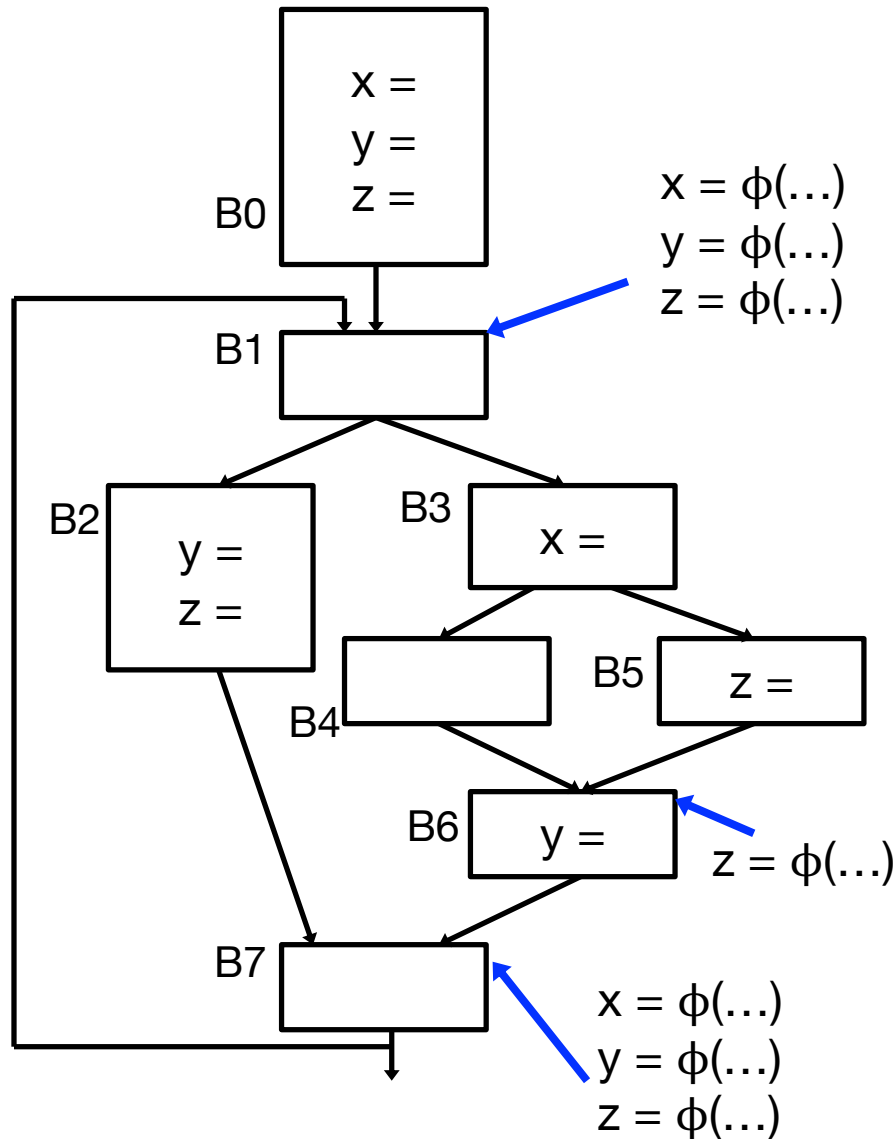 x =
y =
z =
B0
x = ϕ(…)
y = ϕ(…)
z = ϕ(…)
B1
B2
y =
z =
B3
x =
B4
B5
z =
B6
y =
z = ϕ(…)
B7
x = ϕ(…)
y = ϕ(…)
z = ϕ(…)